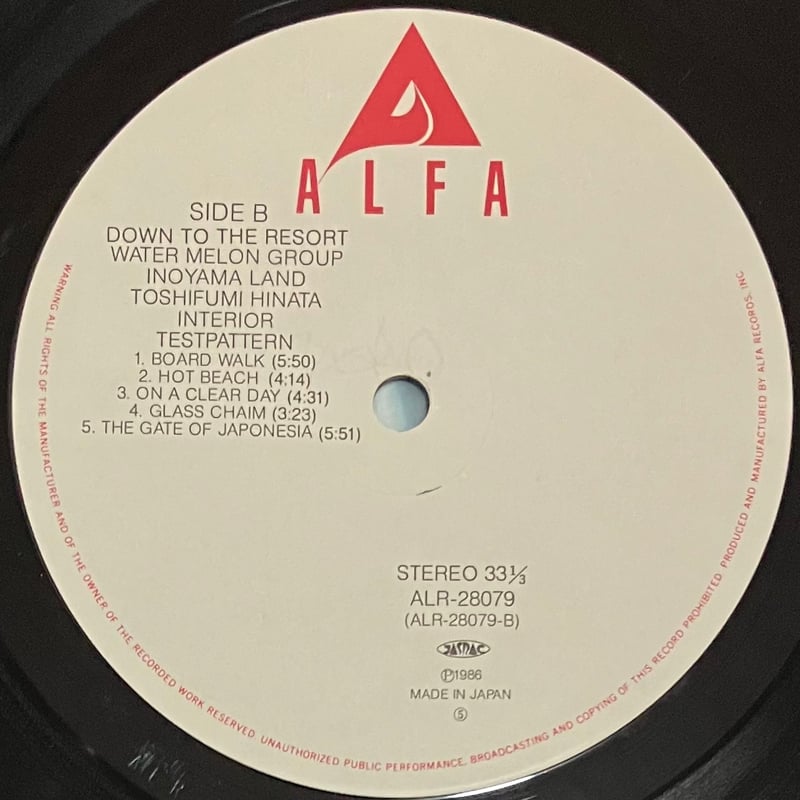 ALFA
SIDE B
DOWN TO THE RESORT
WATER MELON GROUP
INOYAMA LAND
TOSHIFUMI HINATA
INTERIOR
TESTPATTERN
1. BOARD WALK (5:50)
2. HOT BEACH (4:14)
3. ON A CLEAR DAY (4:31)
4. GLASS CHAIM (3:23)
5. THE GATE OF JAPONESIA (5:51)
STEREO 33⅓
ALR-28079
(ALR-28079-B)
JASRAC
Ⓟ1986
MADE IN JAPAN
⑤
WARNING ALL RIGHTS OF THE MANUFACTURER AND OF THE OWNER OF THE RECORDED WORK RESERVED. UNAUTHORIZED PUBLIC PERFORMANCE, BROADCASTING AND COPYING OF THIS RECORD PROHIBITED. PRODUCED AND MANUFACTURED BY ALFA RECORDS, INC